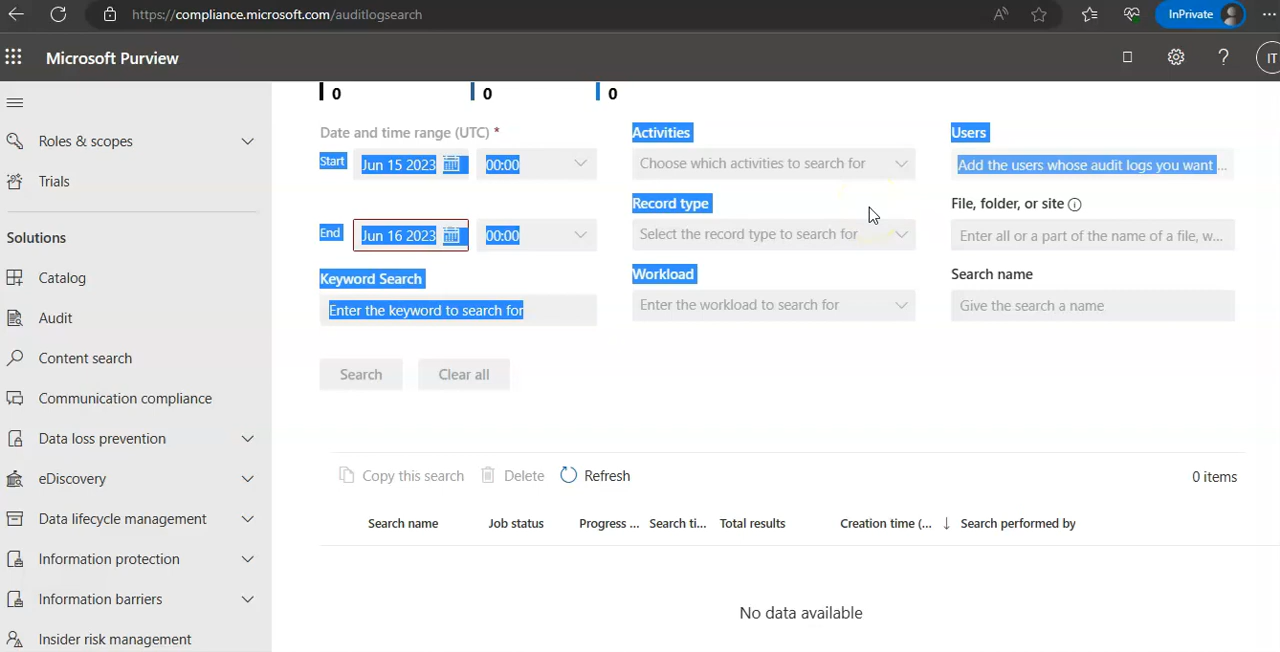 https://compliance.microsoft.com/auditlogsearch
A
InPrivate
Microsoft Purview
?
IT
0
0
0
Date and time range (UTC) *
Activities
Users
Start
Jun 15 2023
00:00
Choose which activities to search for
Add the users whose audit logs you want ...
Record type
File, folder, or site
End
Jun 16 2023
00:00
Select the record type to search for
Enter all or a part of the name of a file, w...
Keyword Search
Workload
Search name
Enter the keyword to search for
Enter the workload to search for
Give the search a name
Search
Clear all
Copy this search
Delete
Refresh
0 items
Search name
Job status
Progress ...
Search ti...
Total results
Creation time (...
Search performed by
No data available
Roles & scopes
Trials
Solutions
Catalog
Audit
Content search
Communication compliance
Data loss prevention
eDiscovery
Data lifecycle management
Information protection
Information barriers
Insider risk management